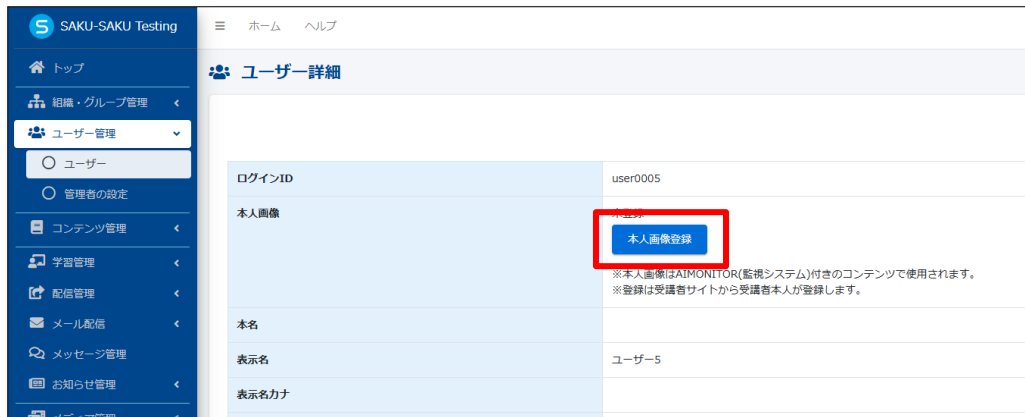 S SAKU-SAKU Testing
ホーム ヘルプ
トップ
ユーザー詳細
組織・グループ管理
ユーザー管理
ユーザー
管理者の設定
コンテンツ管理
学習管理
配信管理
メール配信
メッセージ管理
お知らせ管理
メディア管理
ログインID user0005
本人画像 未登録
本人画像登録
※本人画像はAIMONITOR(監視システム)付きのコンテンツで使用されます。
※登録は受講者サイトから受講者本人が登録します。
本名
表示名 ユーザー5
表示名カナ